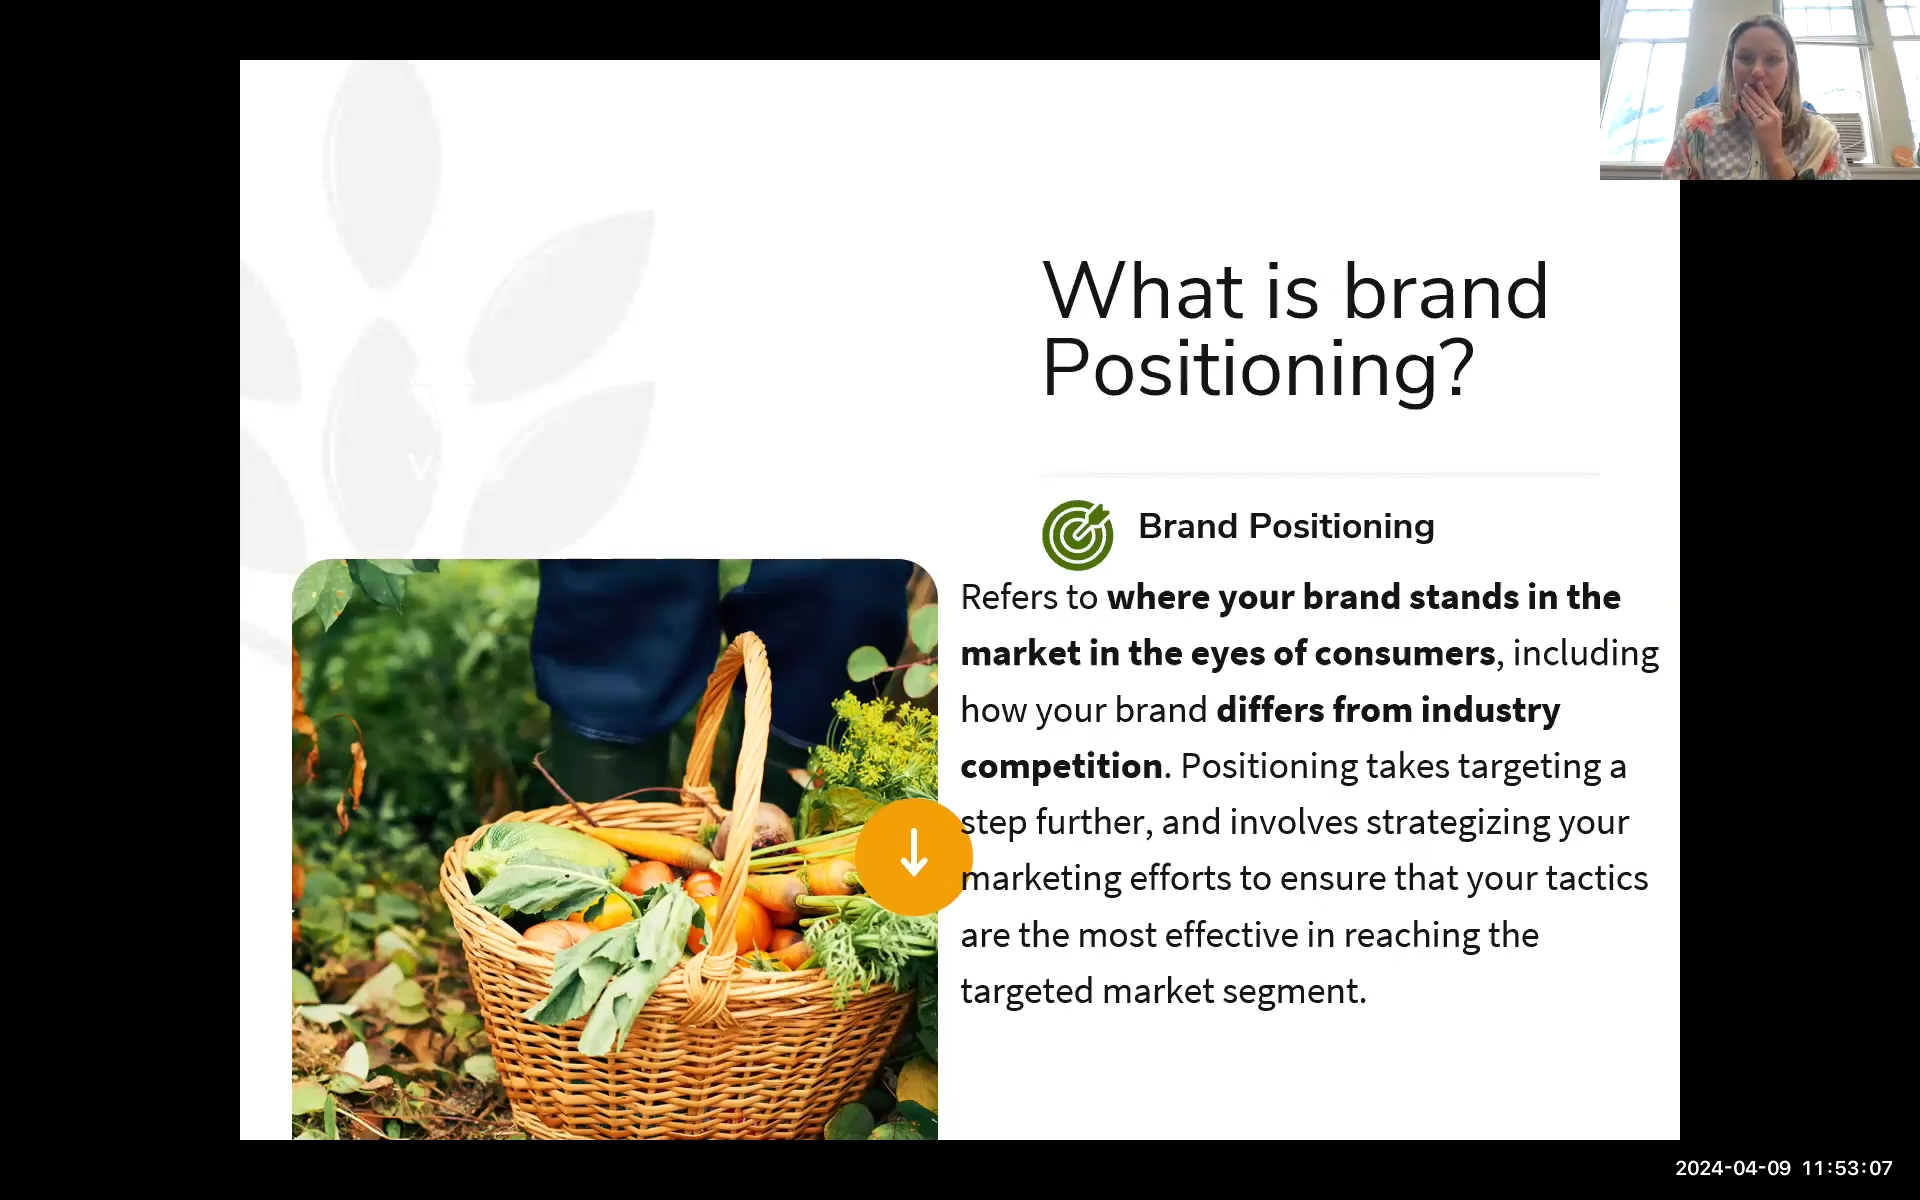 What is brand
Positioning?
Brand Positioning
Refers to where your brand stands in the
market in the eyes of consumers, including
how your brand differs from industry
competition. Positioning takes targeting a
step further, and involves strategizing your
marketing efforts to ensure that your tactics
are the most effective in reaching the
targeted market segment.
2024-04-09 11:53:07